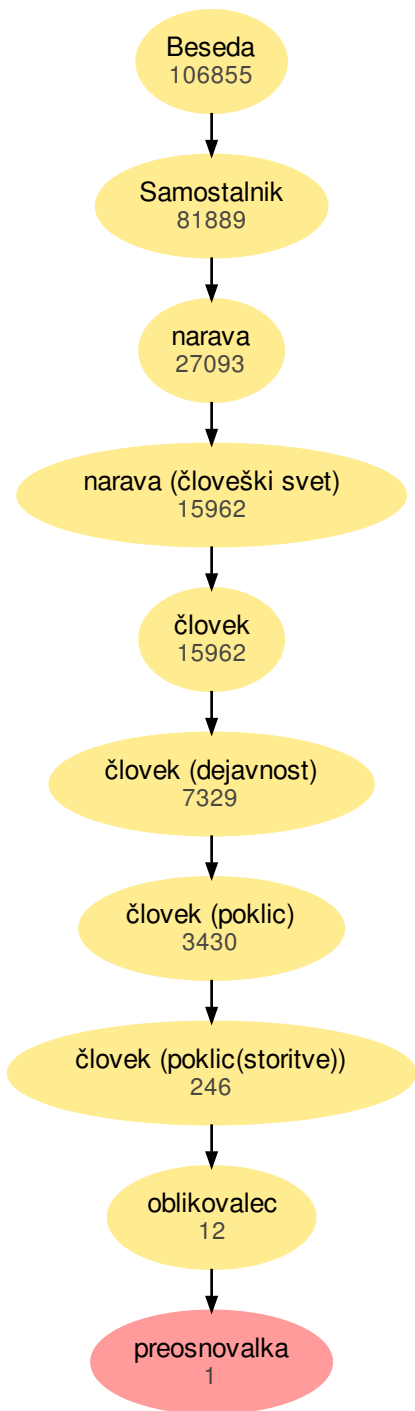 Beseda
106855
Samostalnik
81889
narava
27093
narava (človeški svet)
15962
človek
15962
človek (dejavnost)
7329
človek (poklic)
3430
človek (poklic(storitve))
246
oblikovalec
12
preosnovalka
1